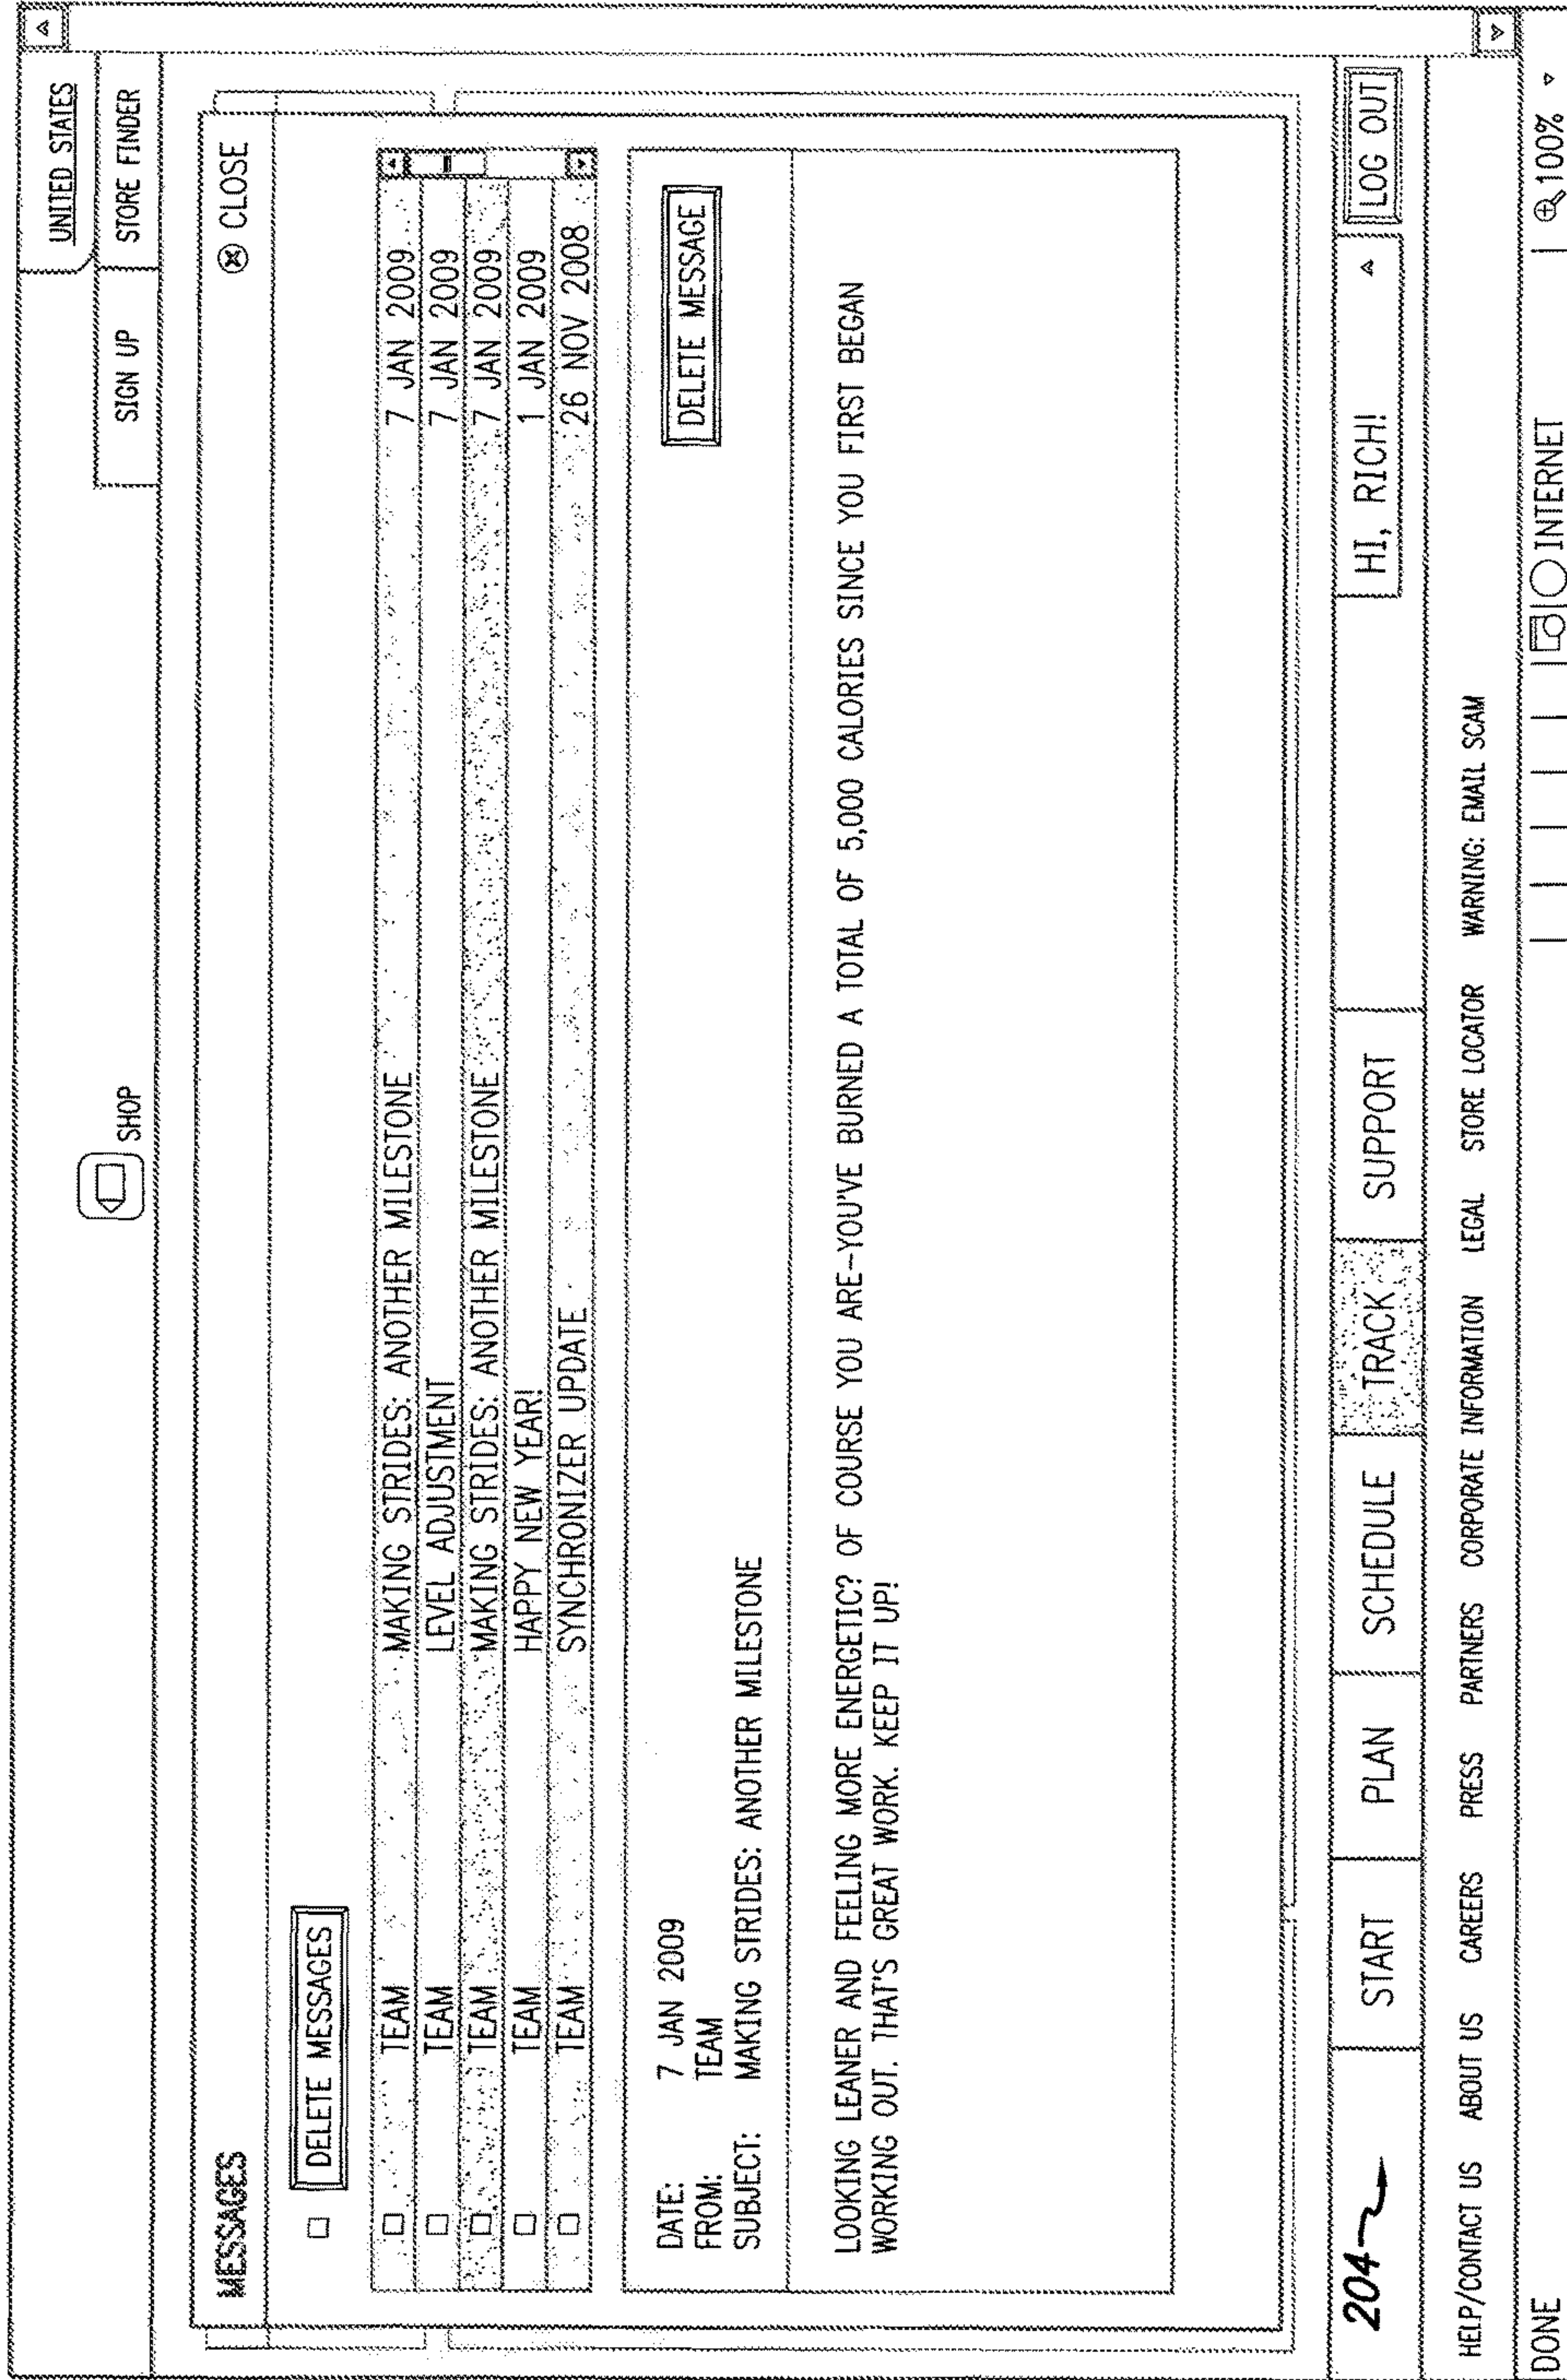 UNITED STATES
SHOP SIGN UP STORE FINDER
MESSAGES CLOSE
DELETE MESSAGES
TEAM MAKING STRIDES: ANOTHER MILESTONE 7 JAN 2009
TEAM LEVEL ADJUSTMENT 7 JAN 2009
TEAM MAKING STRIDES: ANOTHER MILESTONE 7 JAN 2009
TEAM HAPPY NEW YEAR! 1 JAN 2009
TEAM SYNCHRONIZER UPDATE 26 NOV 2008
DATE: 7 JAN 2009
FROM: TEAM
SUBJECT: MAKING STRIDES: ANOTHER MILESTONE
DELETE MESSAGE
LOOKING LEANER AND FEELING MORE ENERGETIC? OF COURSE YOU ARE-YOU'VE BURNED A TOTAL OF 5,000 CALORIES SINCE YOU FIRST BEGAN
WORKING OUT. THAT'S GREAT WORK. KEEP IT UP!
204 START PLAN SCHEDULE TRACK SUPPORT HI, RICH! LOG OUT
HELP/CONTACT US ABOUT US CAREERS PRESS PARTNERS CORPORATE INFORMATION LEGAL STORE LOCATOR WARNING: EMAIL SCAM
DONE INTERNET 100%